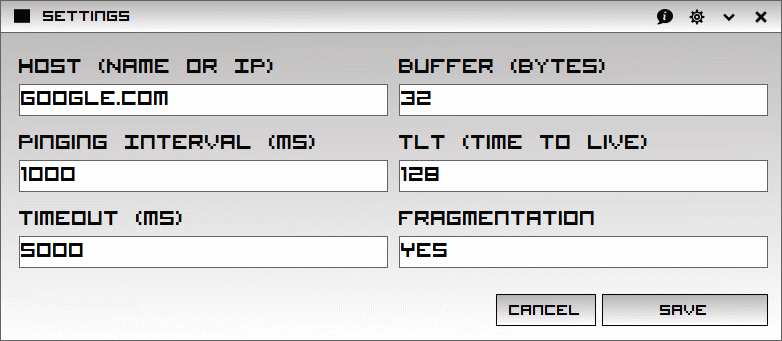 SETTINGS
HOST (NAME OR IP)
GOOGLE.COM
BUFFER (BYTES)
32
PINGING INTERVAL (MS)
1000
TLT (TIME TO LIVE)
128
TIMEOUT (MS)
5000
FRAGMENTATION
YES
CANCEL
SAVE